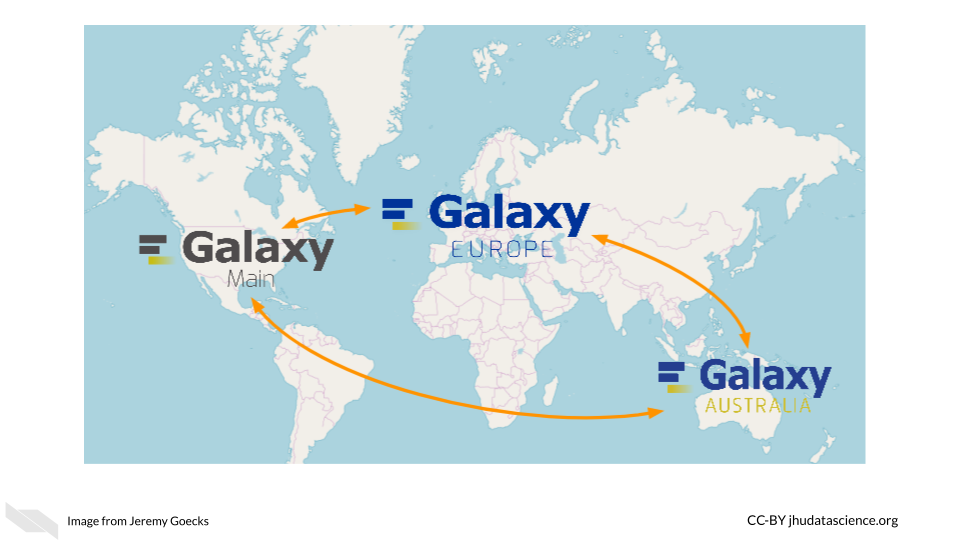 Galaxy
EUROPE
Galaxy
Main
Galaxy
AUSTRALIA
Image from Jeremy Goecks
CC-BY jhudatascience.org